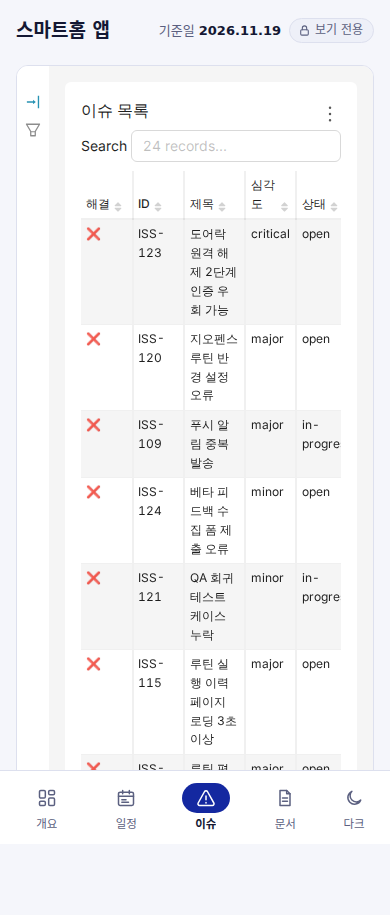 스마트홈 앱
기준일 2026.11.19
보기 전용
이슈 목록
Search 24 records...
해결 ID 제목 심각도 상태
❌ ISS-123 도어락 원격 해제 2단계 인증 우회 가능 critical open
❌ ISS-120 지오펜스 루틴 반경 설정 오류 major open
❌ ISS-109 푸시 알림 중복 발송 major in-progre
❌ ISS-124 베타 피드백 수집 폼 제출 오류 minor open
❌ ISS-121 QA 회귀 테스트 케이스 누락 minor in-progre
❌ ISS-115 루틴 실행 이력 페이지 로딩 3초 이상 major open
❌ ISS- 루틴 편 major open
개요
일정
이슈
문서
다크